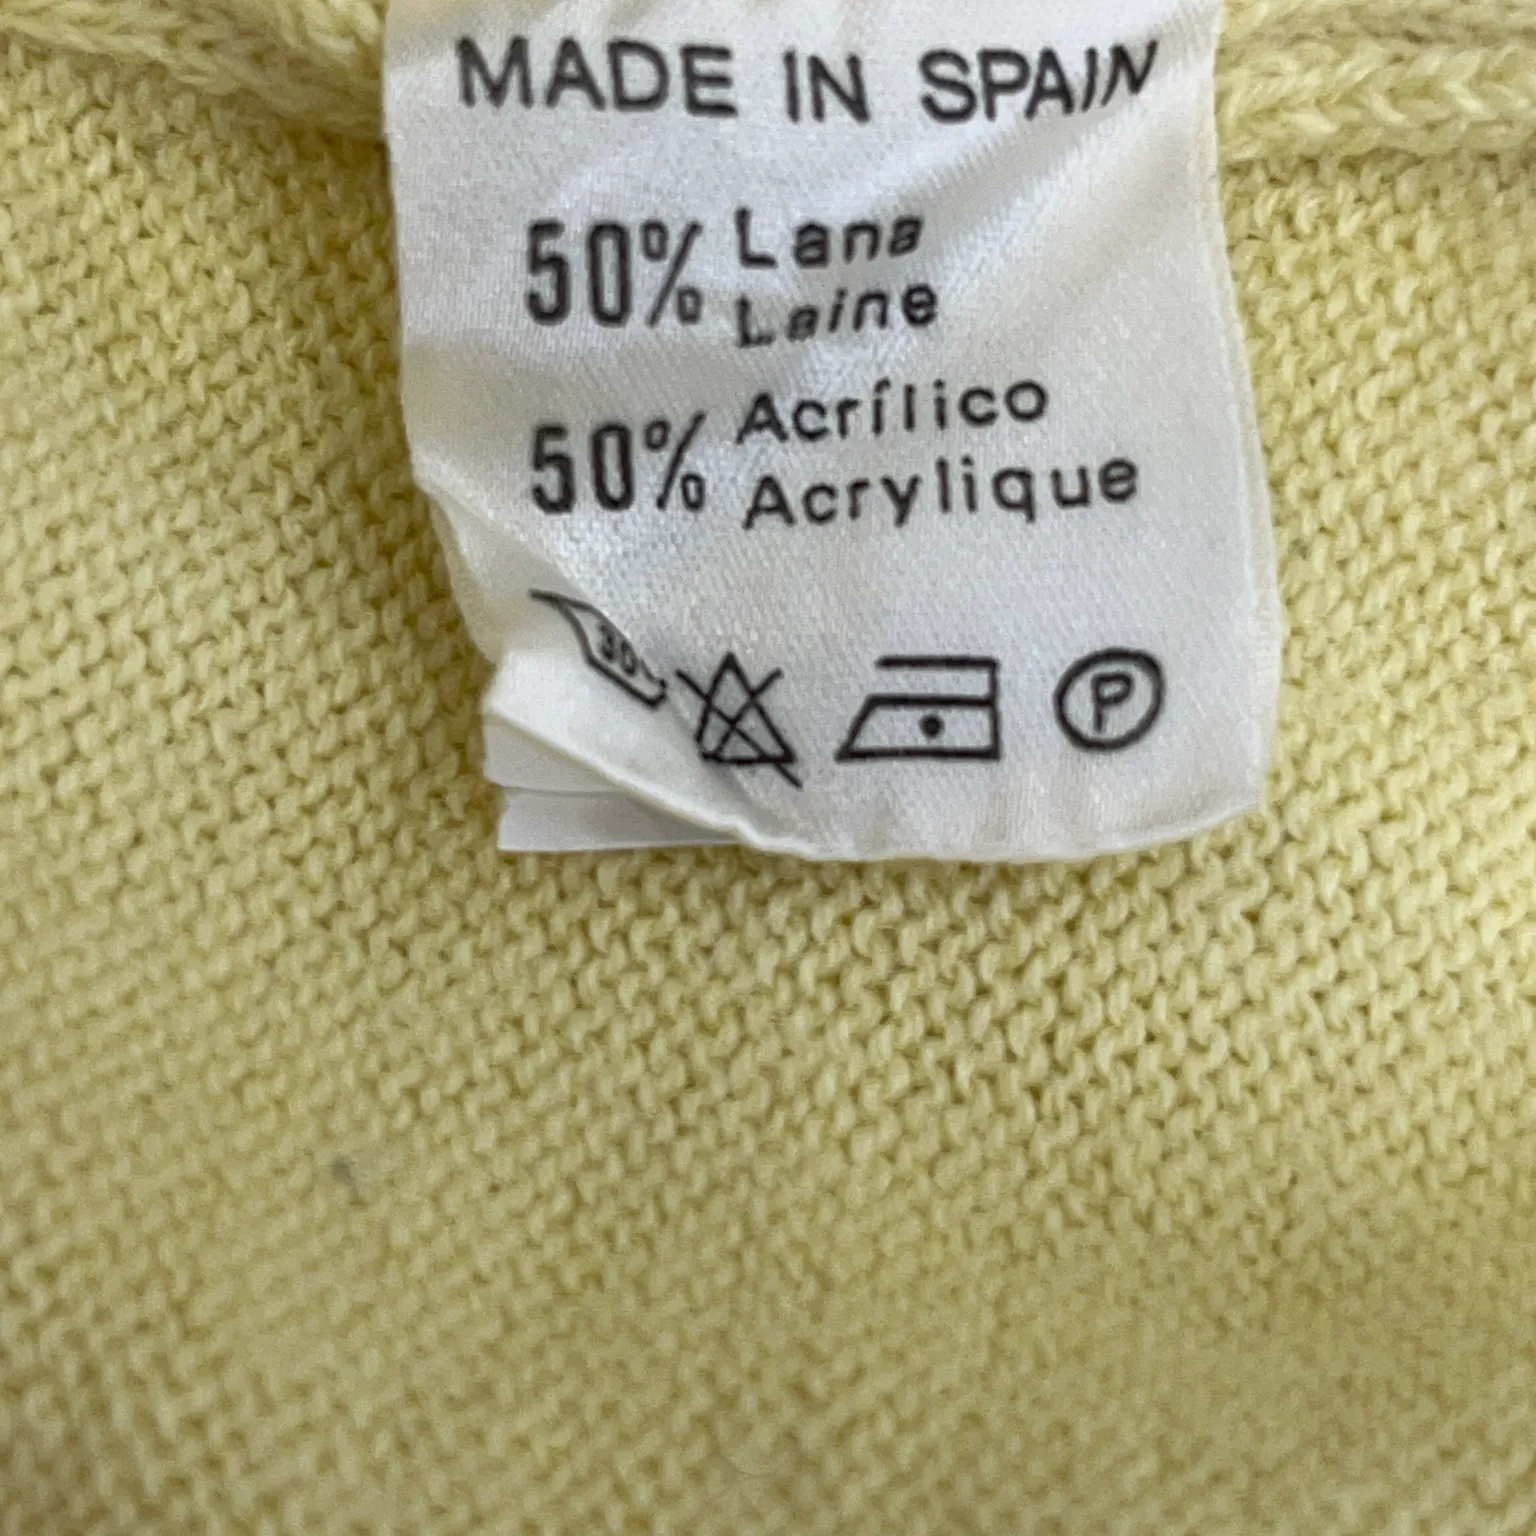 MADE IN SPAIN
50% Lana
Laine
50% Acrílico
Acrylique
30°
P